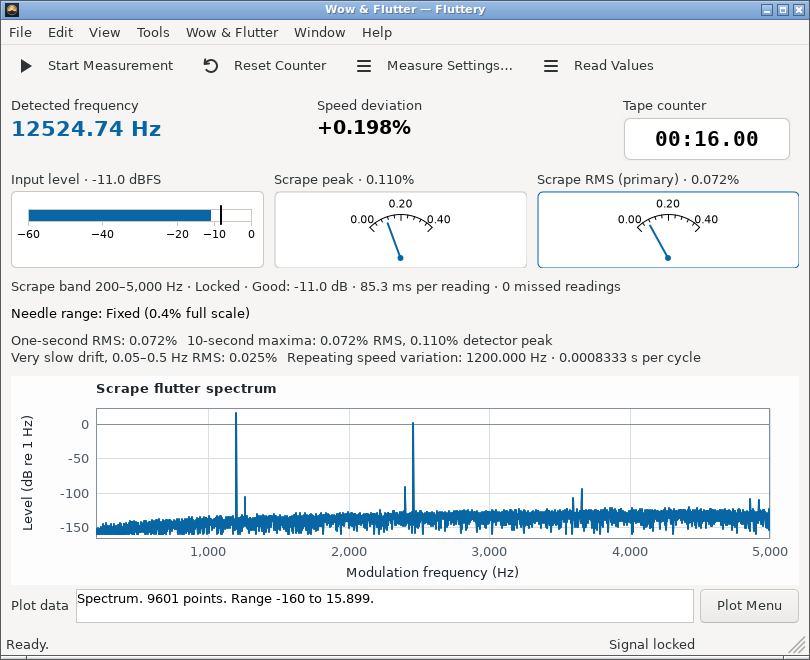 Wow & Flutter — Fluttery
File Edit View Tools Wow & Flutter Window Help
Start Measurement Reset Counter Measure Settings... Read Values
Detected frequency Speed deviation Tape counter
12524.74 Hz +0.198% 00:16.00
Input level · -11.0 dBFS Scrape peak · 0.110% Scrape RMS (primary) · 0.072%
0.00 0.20 0.40 0.00 0.20 0.40
−60 −40 −20 −10 0
Scrape band 200–5,000 Hz · Locked · Good: -11.0 dB · 85.3 ms per reading · 0 missed readings
Needle range: Fixed (0.4% full scale)
One-second RMS: 0.072% 10-second maxima: 0.072% RMS, 0.110% detector peak
Very slow drift, 0.05–0.5 Hz RMS: 0.025% Repeating speed variation: 1200.000 Hz · 0.0008333 s per cycle
Scrape flutter spectrum
Level (dB re 1 Hz)
0
-50
-100
-150
1,000 2,000 3,000 4,000 5,000
Modulation frequency (Hz)
Plot data Spectrum. 9601 points. Range -160 to 15.899. Plot Menu
Ready. Signal locked